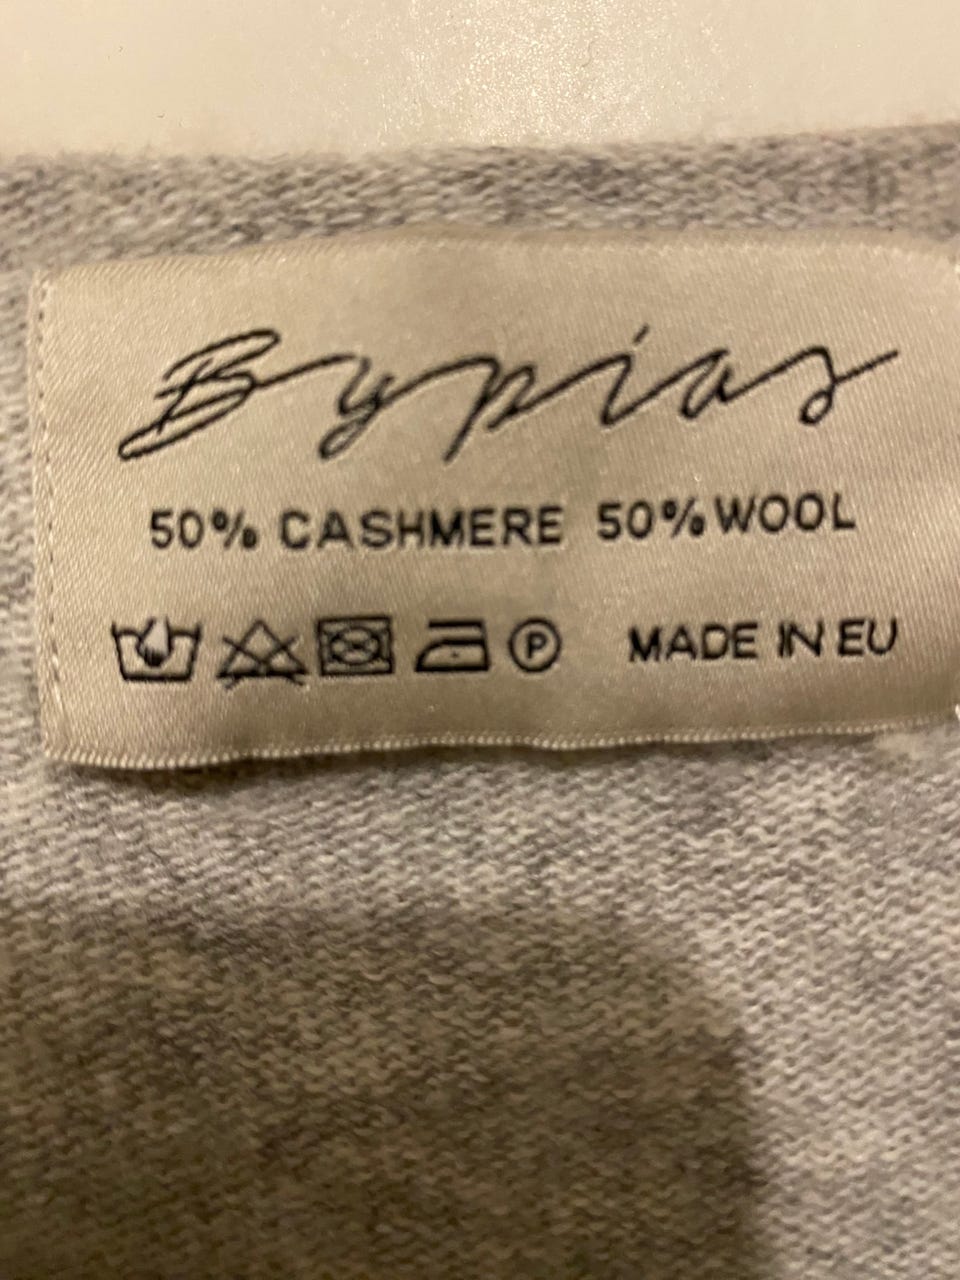 Bypias
50% CASHMERE 50% WOOL
P MADE IN EU